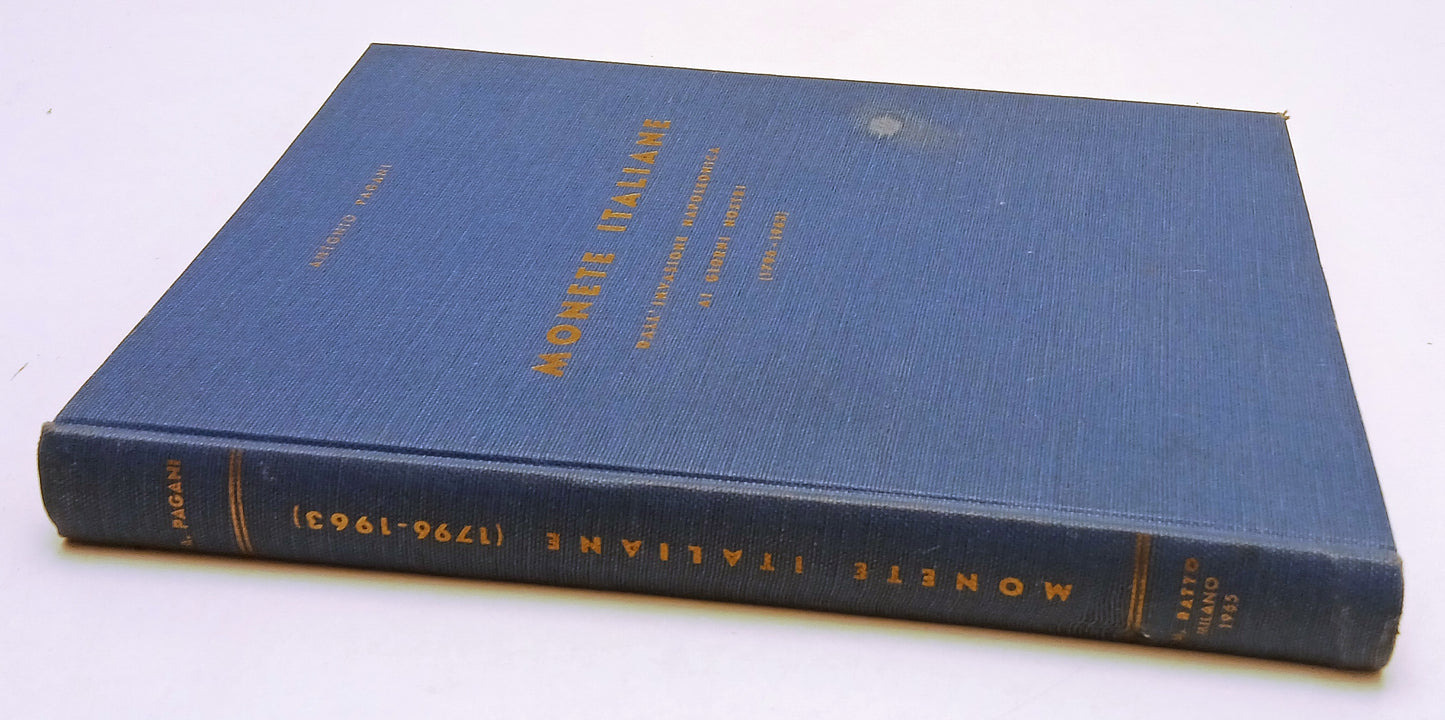 ANTONIO PAGANI
MONETE ITALIANE
DALL'INVASIONE NAPOLEONICA
AI GIORNI NOSTRI
(1796-1963)
A. PAGANI
MONETE ITALIANE (1796-1963)
M. RATTO
MILANO
1965